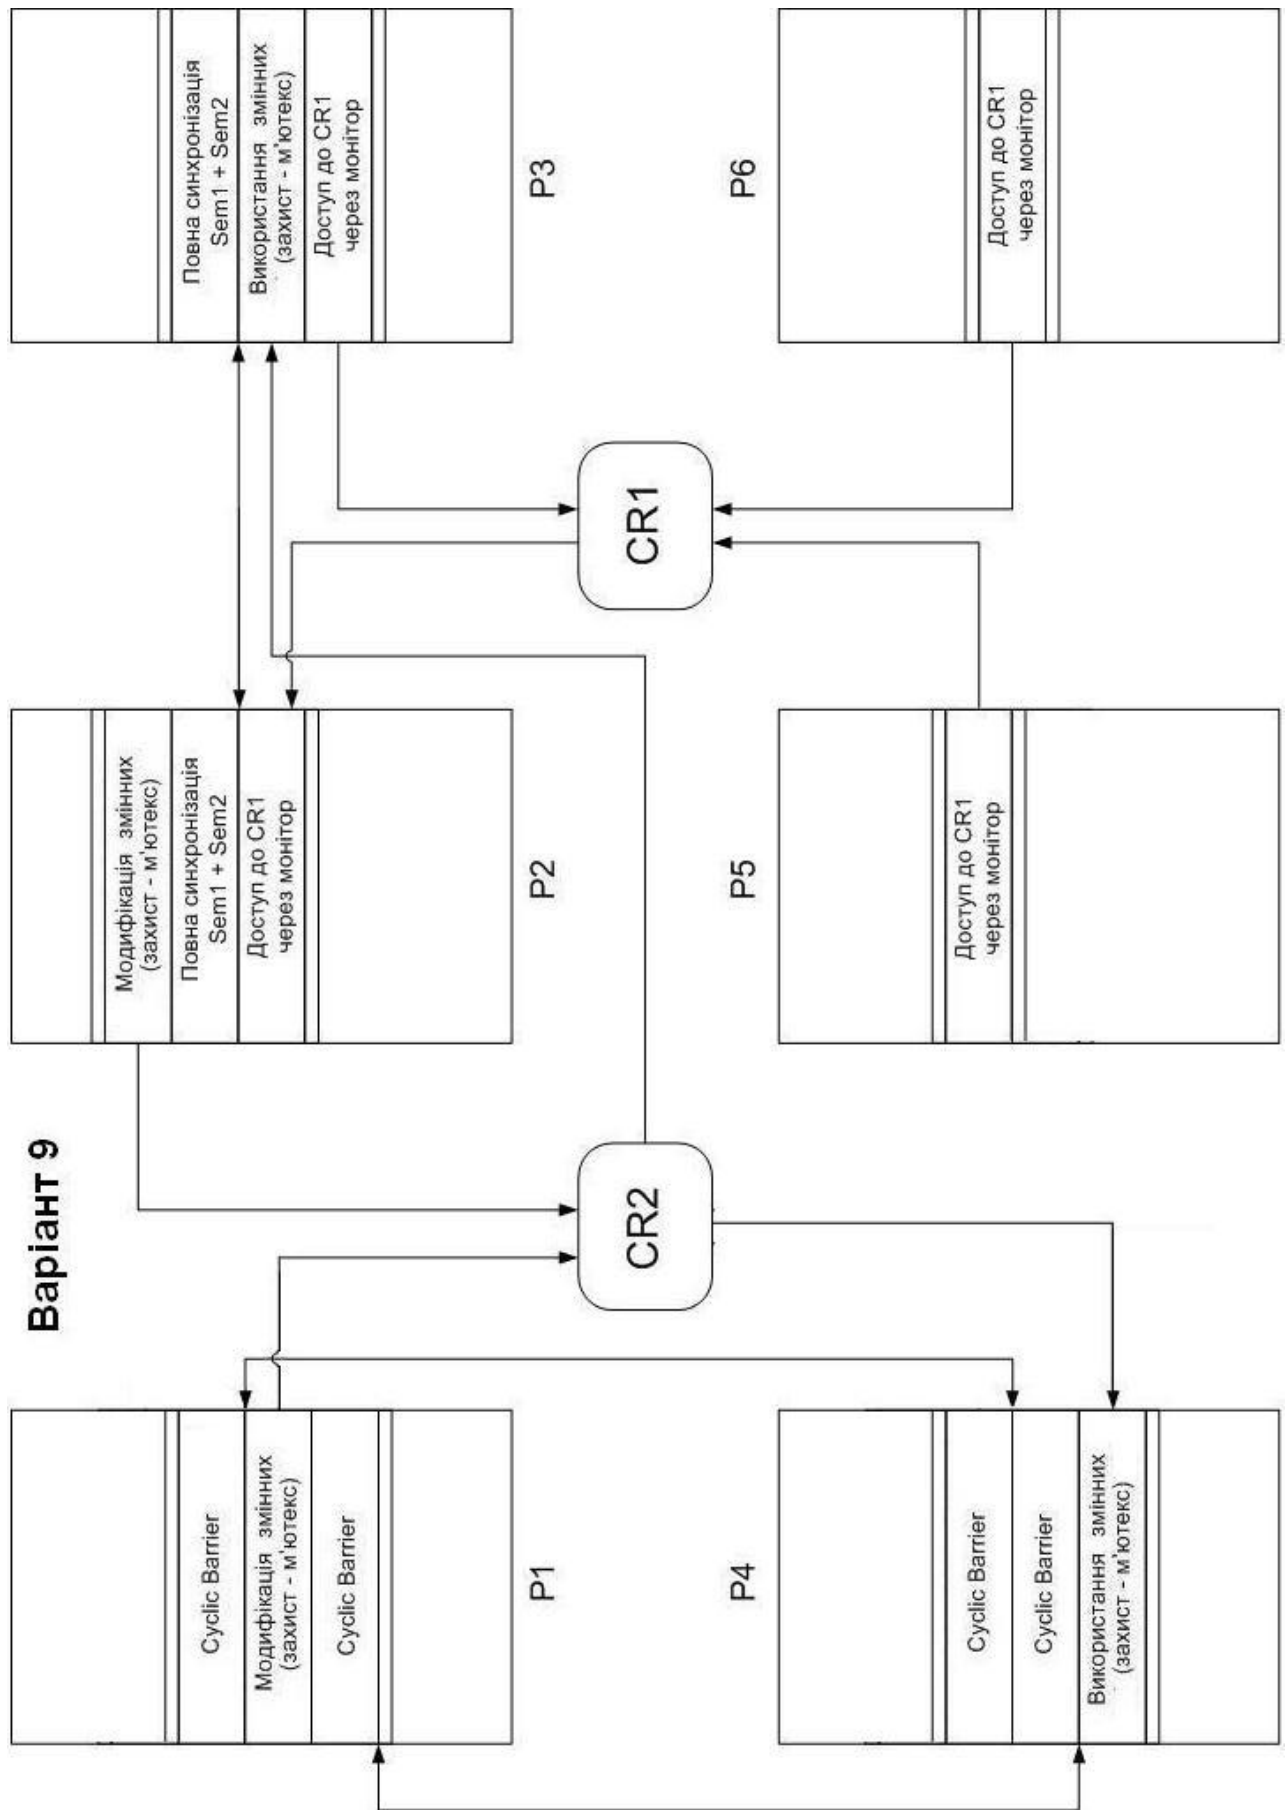 Варіант 9
Cyclic Barrier
Модифікація змінних
(захист - м'ютекс)
Cyclic Barrier
P1
Модифікація змінних
(захист - м'ютекс)
Повна синхронізація
Sem1 + Sem2
Доступ до CR1
через монітор
P2
Повна синхронізація
Sem1 + Sem2
Використання змінних
(захист - м'ютекс)
Доступ до CR1
через монітор
P3
CR2
CR1
Cyclic Barrier
Cyclic Barrier
Використання змінних
(захист - м'ютекс)
P4
Доступ до CR1
через монітор
P5
Доступ до CR1
через монітор
P6